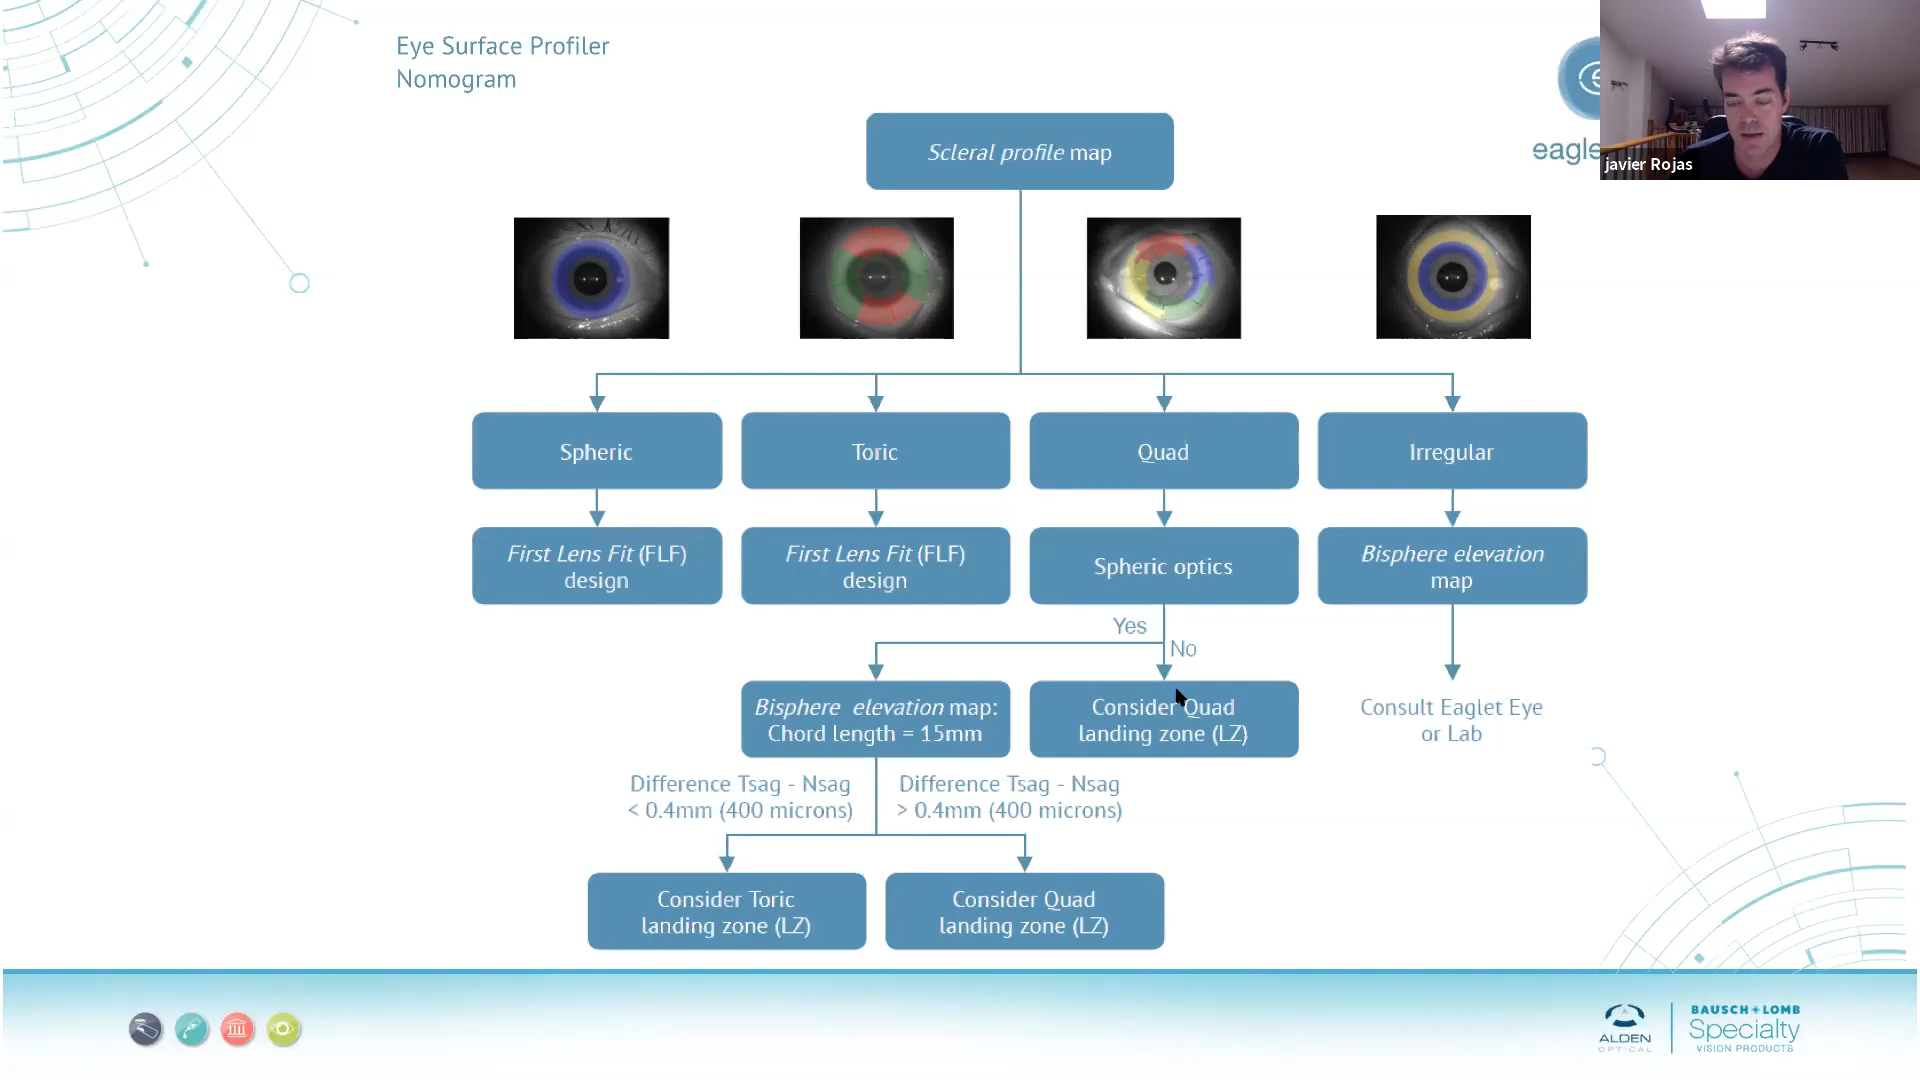 Eye Surface Profiler
Nomogram
eagle
javier Rojas
Scleral profile map
Spheric
Toric
Quad
Irregular
First Lens Fit (FLF)
design
First Lens Fit (FLF)
design
Spheric optics
Bisphere elevation
map
Yes
No
Bisphere elevation map:
Chord length = 15mm
Consider Quad
landing zone (LZ)
Consult Eaglet Eye
or Lab
Difference Tsag - Nsag
< 0.4mm (400 microns)
Difference Tsag - Nsag
> 0.4mm (400 microns)
Consider Toric
landing zone (LZ)
Consider Quad
landing zone (LZ)
ALDEN
OPTICAL
BAUSCH + LOMB
Specialty
VISION PRODUCTS